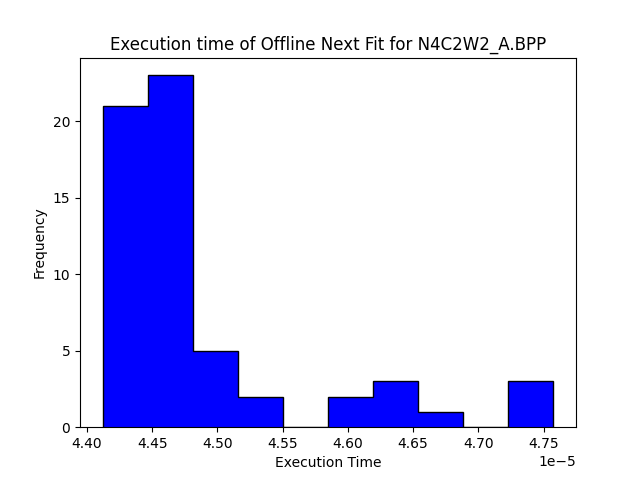 Execution time of Offline Next Fit for N4C2W2_A.BPP
20
15
10
5
0
Frequency
4.40 4.45 4.50 4.55 4.60 4.65 4.70 4.75
1e−5
Execution Time